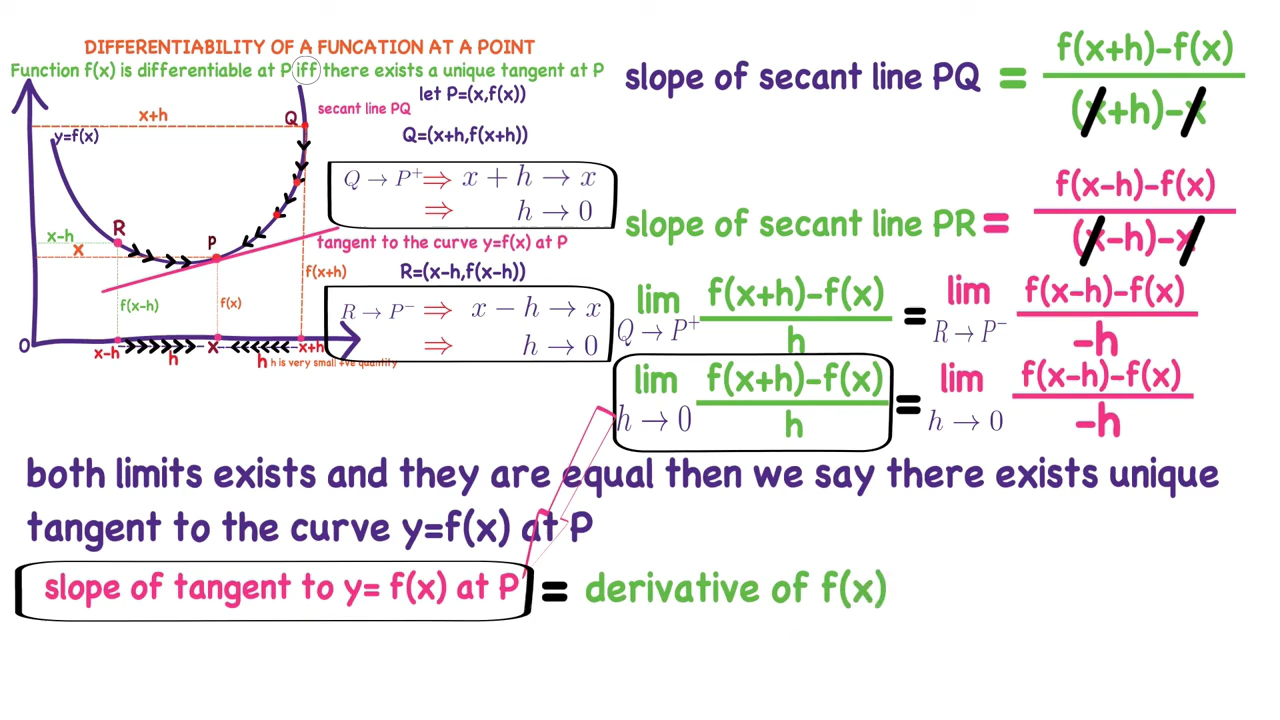 DIFFERENTIABILITY OF A FUNCATION AT A POINT
Function f(x) is differentiable at P iff there exists a unique tangent at P
let P=(x,f(x))
x+h
Q
secant line PQ
y=f(x)
Q=(x+h,f(x+h))
Q → P⁺ ⇒ x + h → x
⇒ h → 0
R
x-h
x
P
tangent to the curve y=f(x) at P
f(x+h)
R=(x-h,f(x-h))
f(x-h)
f(x)
R → P⁻ ⇒ x − h → x
⇒ h → 0
O
x-h
h
x
h
x+h
h is very small +ve quantity
slope of secant line PQ = f(x+h)-f(x)
(x+h)-x
slope of secant line PR = f(x-h)-f(x)
(x-h)-x
lim f(x+h)-f(x) = lim f(x-h)-f(x)
Q → P⁺ h R → P⁻ -h
lim f(x+h)-f(x) = lim f(x-h)-f(x)
h → 0 h h → 0 -h
both limits exists and they are equal then we say there exists unique
tangent to the curve y=f(x) at P
slope of tangent to y= f(x) at P = derivative of f(x)